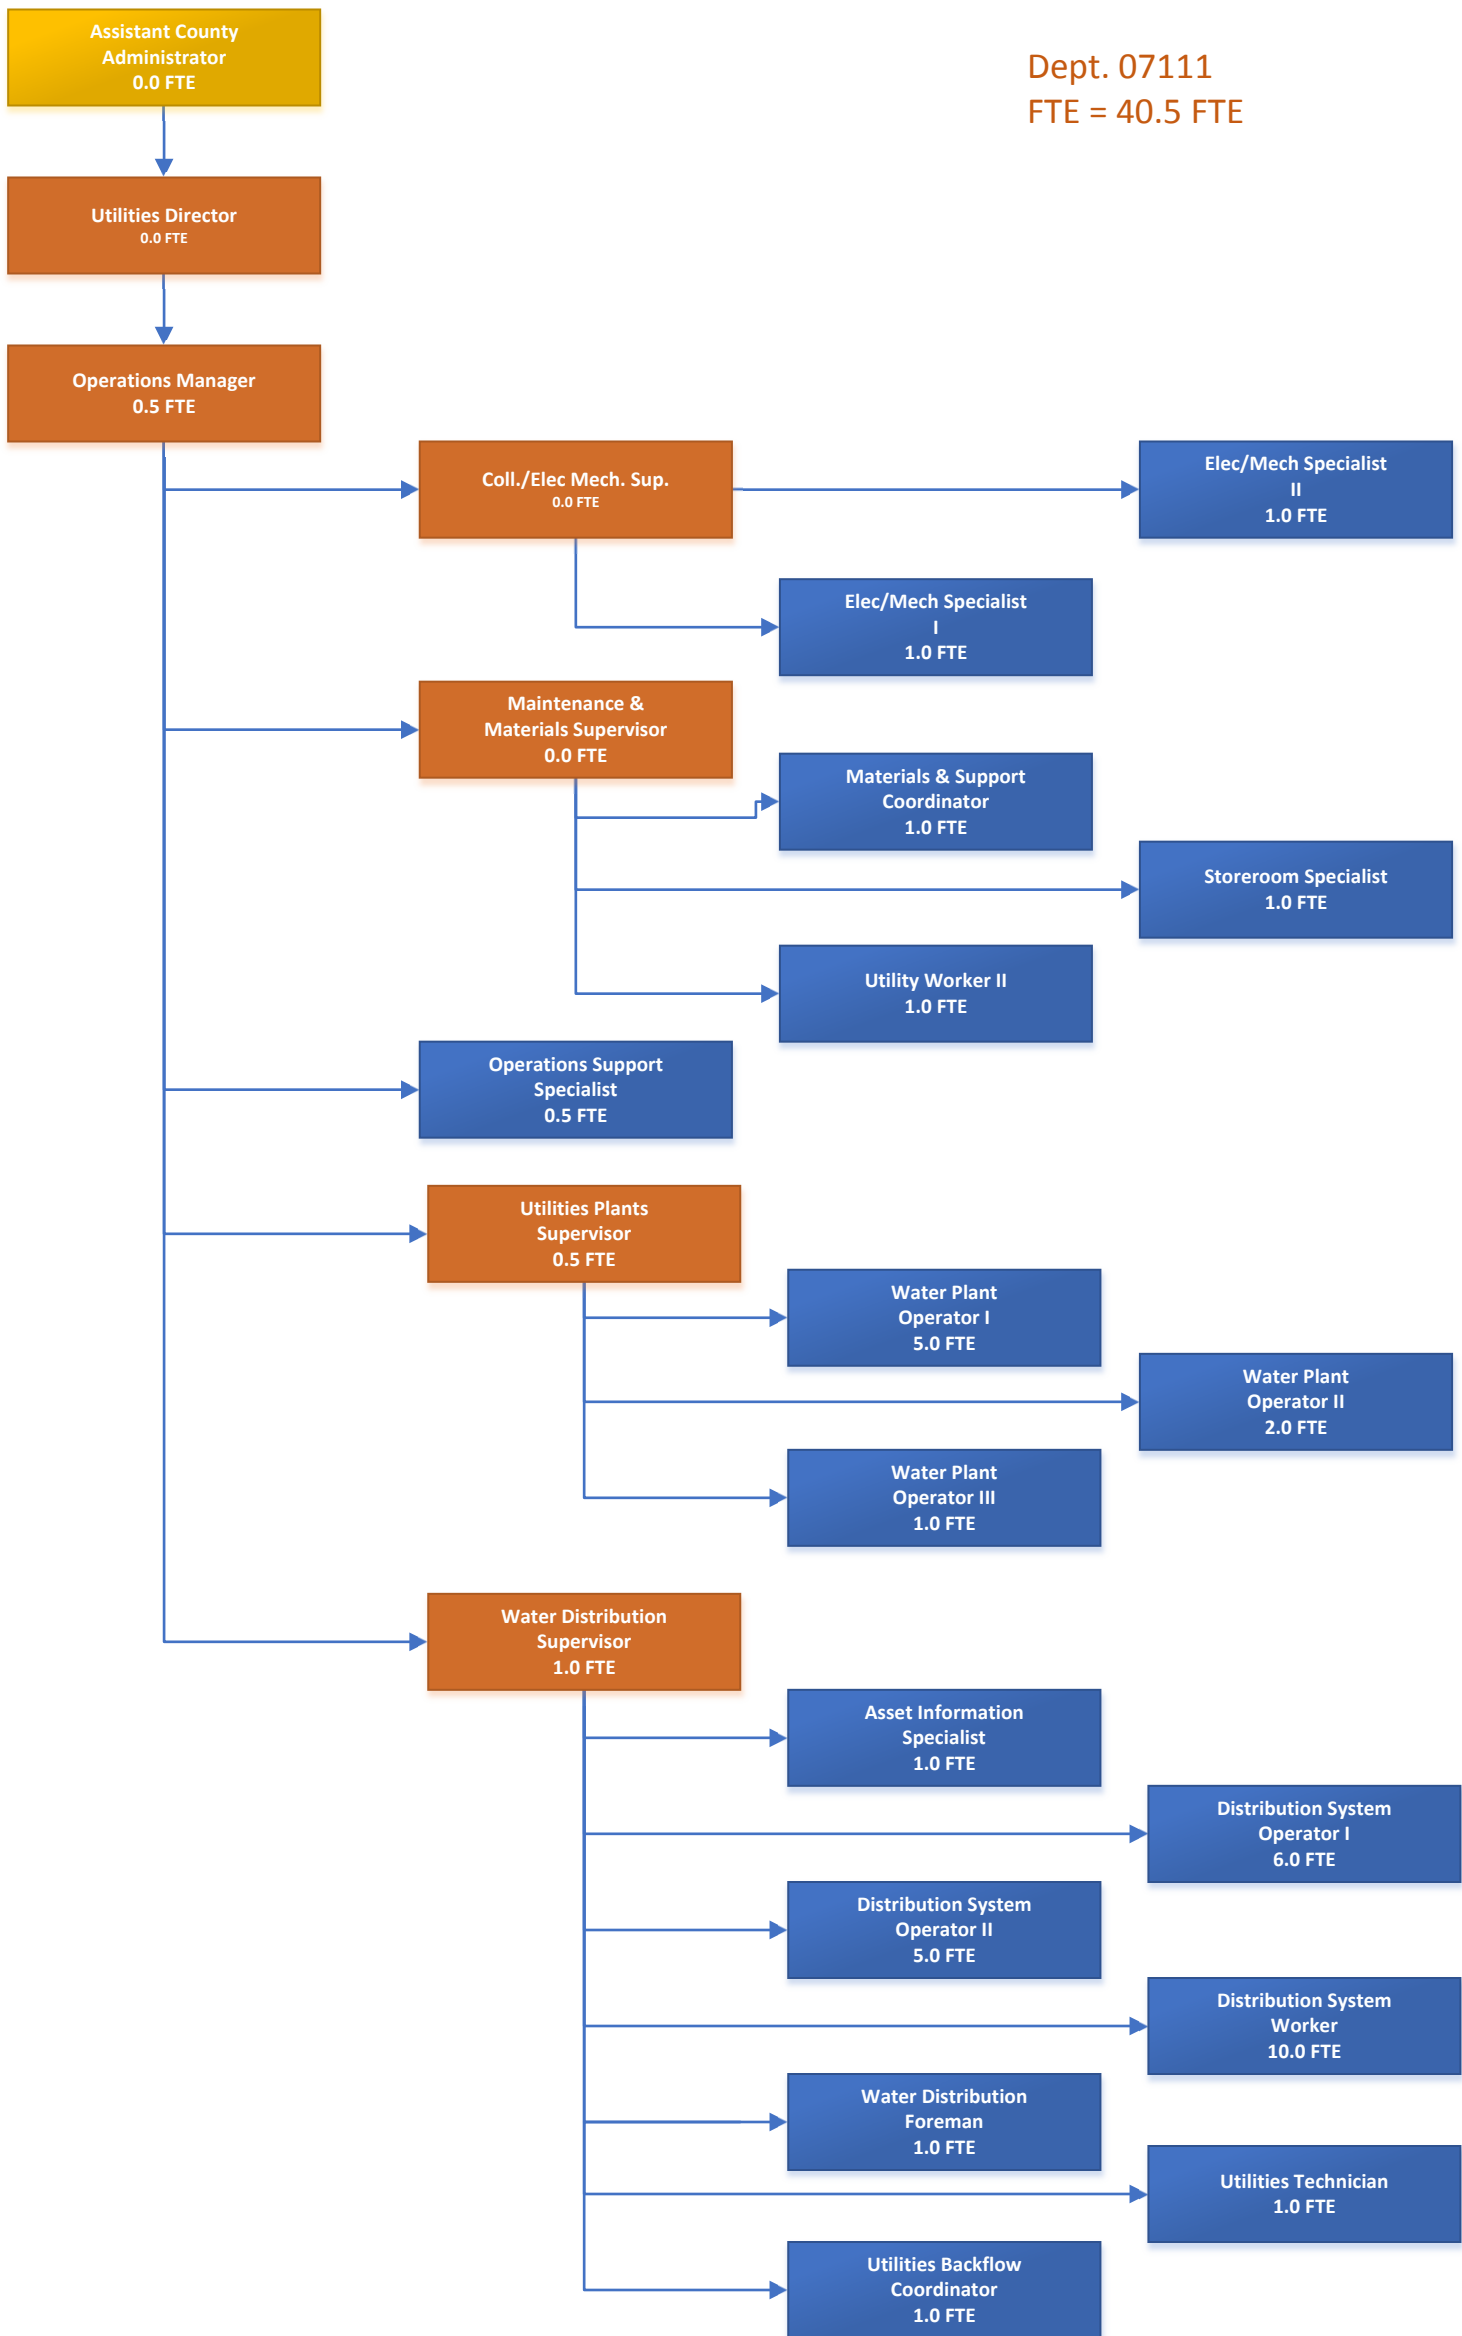 Assistant County
Administrator
0.0 FTE
Dept. 07111
FTE = 40.5 FTE
Utilities Director
0.0 FTE
Operations Manager
0.5 FTE
Coll./Elec Mech. Sup.
0.0 FTE
Elec/Mech Specialist
II
1.0 FTE
Elec/Mech Specialist
I
1.0 FTE
Maintenance &
Materials Supervisor
0.0 FTE
Materials & Support
Coordinator
1.0 FTE
Storeroom Specialist
1.0 FTE
Utility Worker II
1.0 FTE
Operations Support
Specialist
0.5 FTE
Utilities Plants
Supervisor
0.5 FTE
Water Plant
Operator I
5.0 FTE
Water Plant
Operator II
2.0 FTE
Water Plant
Operator III
1.0 FTE
Water Distribution
Supervisor
1.0 FTE
Asset Information
Specialist
1.0 FTE
Distribution System
Operator I
6.0 FTE
Distribution System
Operator II
5.0 FTE
Distribution System
Worker
10.0 FTE
Water Distribution
Foreman
1.0 FTE
Utilities Technician
1.0 FTE
Utilities Backflow
Coordinator
1.0 FTE